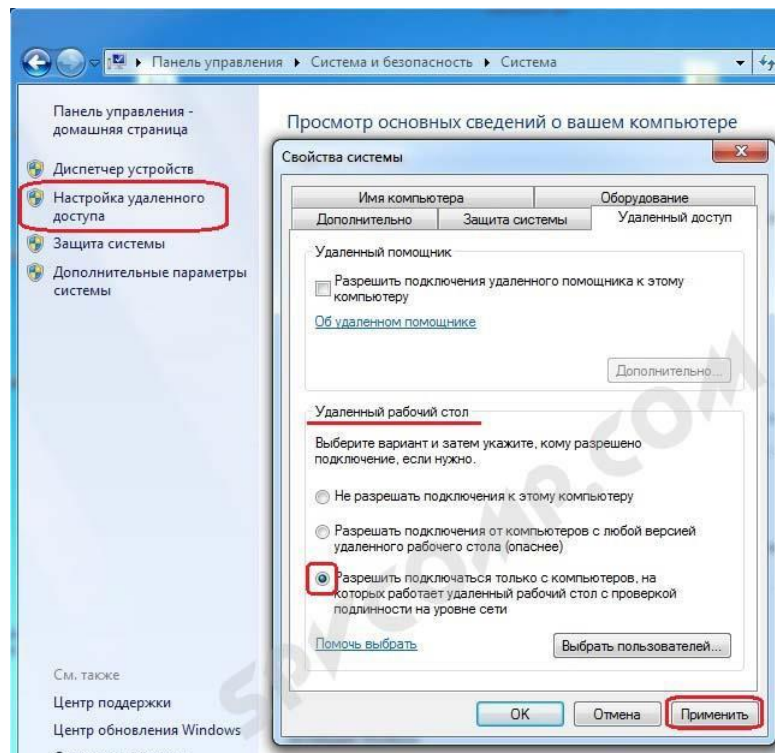 Панель управления ▸ Система и безопасность ▸ Система
Панель управления -
домашняя страница
Диспетчер устройств
Настройка удаленного
доступа
Защита системы
Дополнительные параметры
системы
См. также
Центр поддержки
Центр обновления Windows
Просмотр основных сведений о вашем компьютере
Свойства системы
Имя компьютера Оборудование
Дополнительно Защита системы Удаленный доступ
Удаленный помощник
Разрешить подключения удаленного помощника к этому
компьютеру
Об удаленном помощнике
Дополнительно...
Удаленный рабочий стол
Выберите вариант и затем укажите, кому разрешено
подключение, если нужно.
Не разрешать подключения к этому компьютеру
Разрешать подключения от компьютеров с любой версией
удаленного рабочего стола (опаснее)
Разрешить подключаться только с компьютеров, на
которых работает удаленный рабочий стол с проверкой
подлинности на уровне сети
Помочь выбрать
Выбрать пользователей...
OK Отмена Применить
SPYCOMP.COM